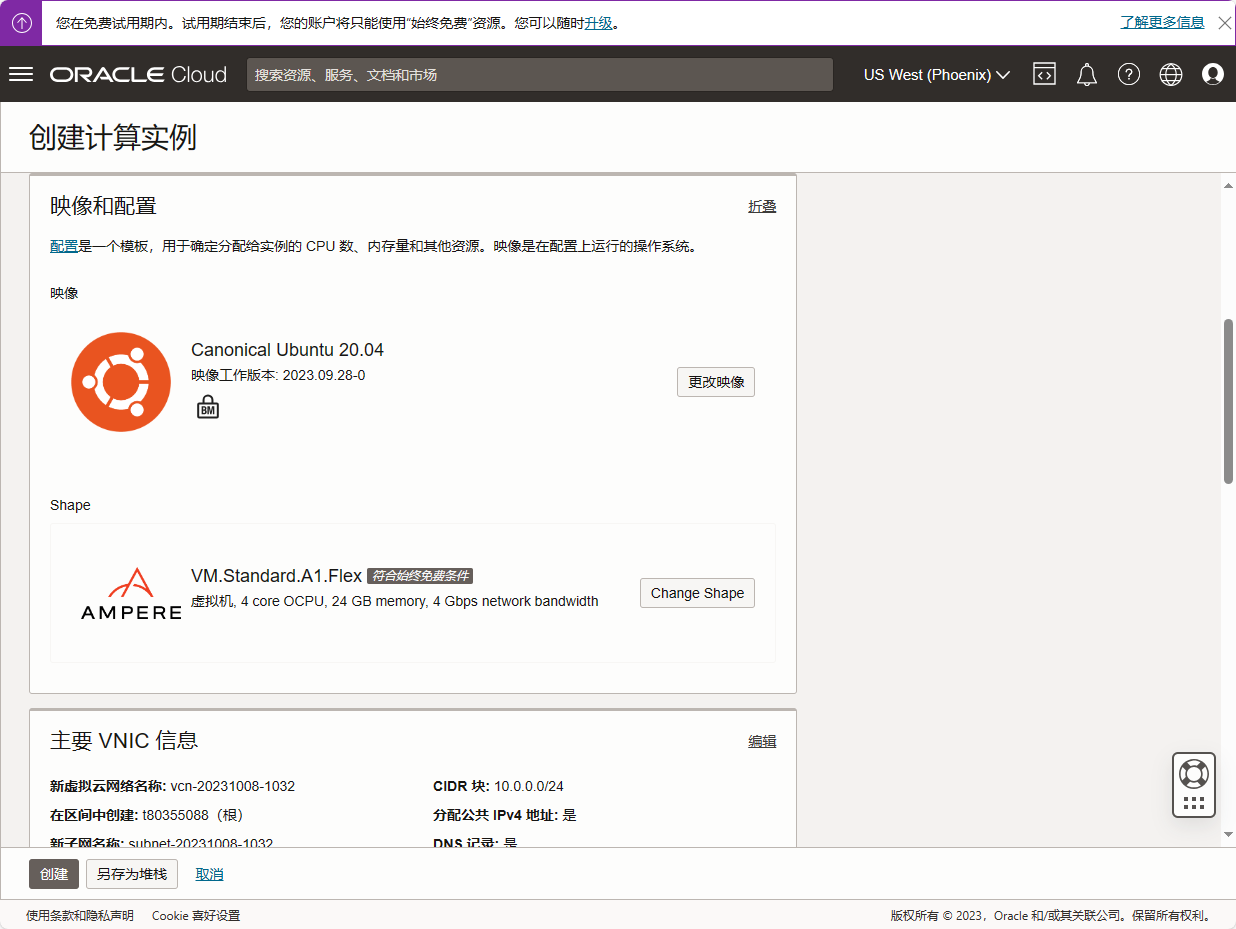 您在免费试用期内。试用期结束后，您的账户将只能使用“始终免费”资源。您可以随时升级。
了解更多信息
ORACLE Cloud
搜索资源、服务、文档和市场
US West (Phoenix)
创建计算实例
映像和配置
折叠
配置是一个模板，用于确定分配给实例的 CPU 数、内存量和其他资源。映像是在配置上运行的操作系统。
映像
Canonical Ubuntu 20.04
映像工作版本: 2023.09.28-0
BM
更改映像
Shape
AMPERE
VM.Standard.A1.Flex 符合始终免费条件
虚拟机, 4 core OCPU, 24 GB memory, 4 Gbps network bandwidth
Change Shape
主要 VNIC 信息
编辑
新虚拟云网络名称: vcn-20231008-1032
CIDR 块: 10.0.0.0/24
在区间中创建: t80355088（根）
分配公共 IPv4 地址: 是
新子网名称: subnet-20231008-1032
DNS 记录: 是
创建
另存为堆栈
取消
使用条款和隐私声明
Cookie 喜好设置
版权所有 © 2023，Oracle 和/或其关联公司。保留所有权利。